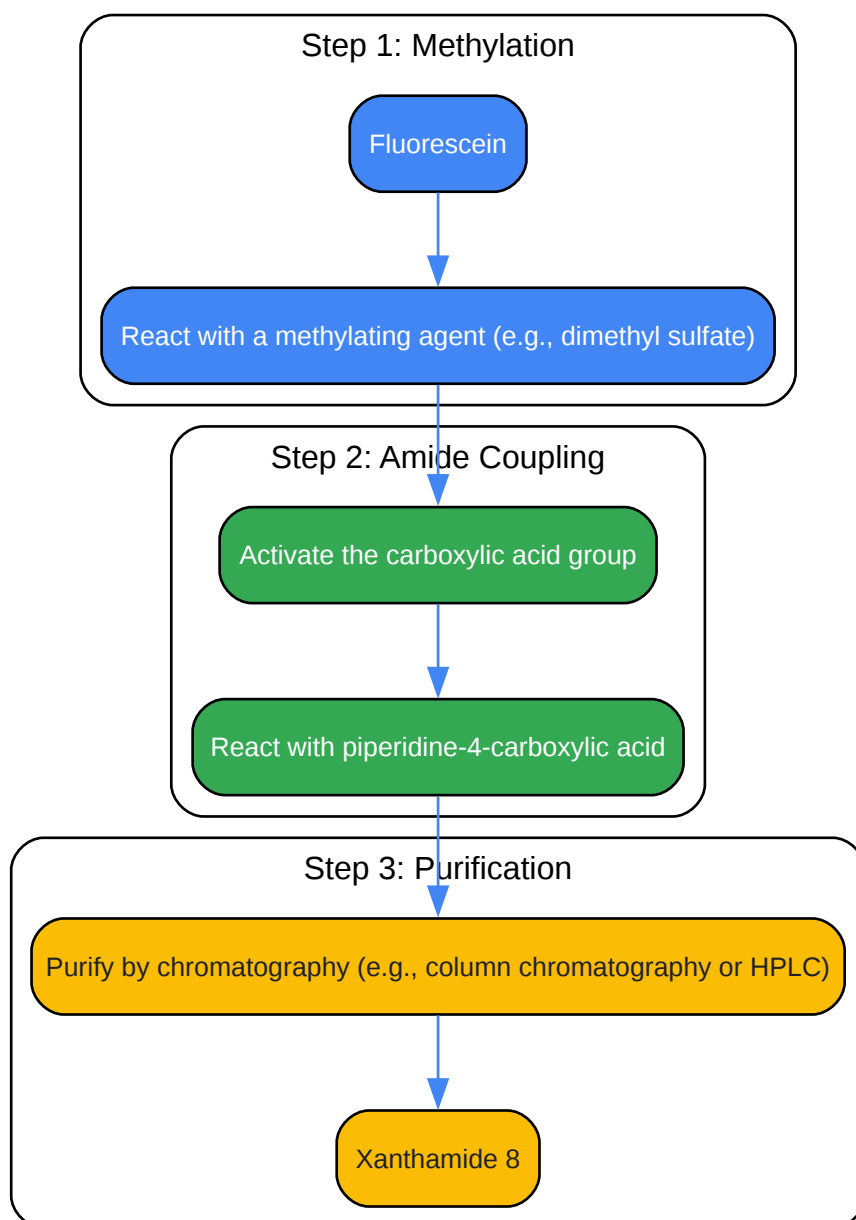 Step 1: Methylation
Fluorescein
React with a methylating agent (e.g., dimethyl sulfate)
Step 2: Amide Coupling
Activate the carboxylic acid group
React with piperidine-4-carboxylic acid
Step 3: Purification
Purify by chromatography (e.g., column chromatography or HPLC)
Xanthamide 8